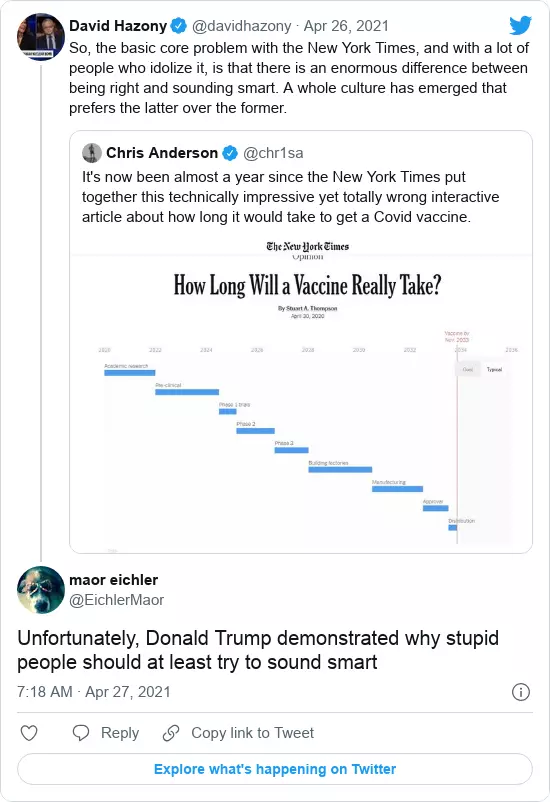 David Hazony @davidhazony · Apr 26, 2021
So, the basic core problem with the New York Times, and with a lot of
people who idolize it, is that there is an enormous difference between
being right and sounding smart. A whole culture has emerged that
prefers the latter over the former.
Chris Anderson @chr1sa
It's now been almost a year since the New York Times put
together this technically impressive yet totally wrong interactive
article about how long it would take to get a Covid vaccine.
The New York Times
Opinion
How Long Will a Vaccine Really Take?
By Stuart A. Thompson
April 30, 2020
Vaccine by
Nov. 2033
2020 2022 2024 2026 2028 2030 2032 2034 2036
Academic research
Typical
Pre-clinical
Phase 1 trials
Phase 2
Phase 3
Building factories
Manufacturing
Approval
Distribution
maor eichler
@EichlerMaor
Unfortunately, Donald Trump demonstrated why stupid
people should at least try to sound smart
7:18 AM · Apr 27, 2021
Reply Copy link to Tweet
Explore what's happening on Twitter